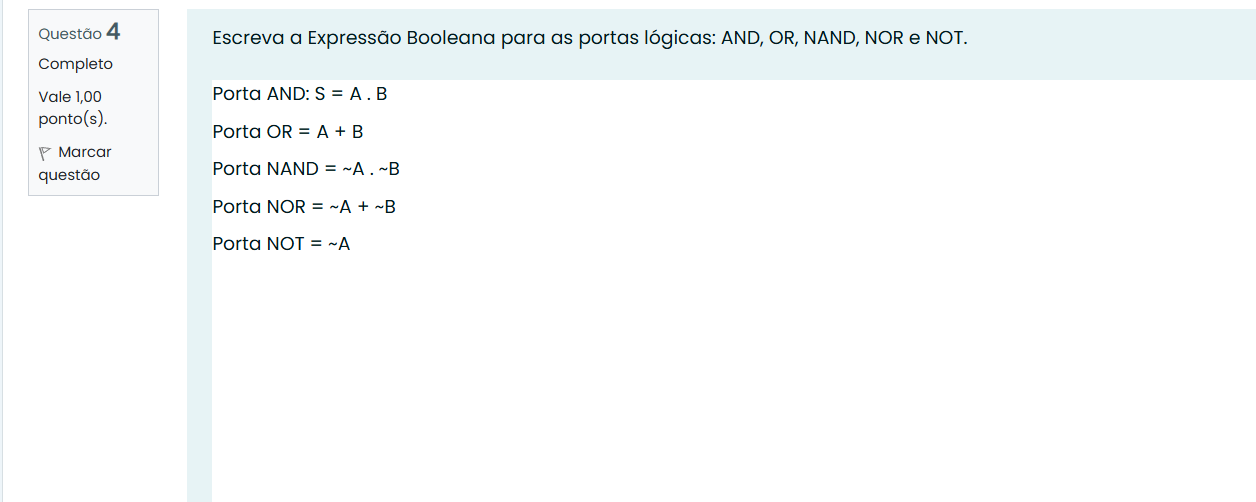 Questão 4
Completo
Vale 1,00
ponto(s).
Marcar
questão
Escreva a Expressão Booleana para as portas lógicas: AND, OR, NAND, NOR e NOT.
Porta AND: S = A . B
Porta OR = A + B
Porta NAND = ~A . ~B
Porta NOR = ~A + ~B
Porta NOT = ~A